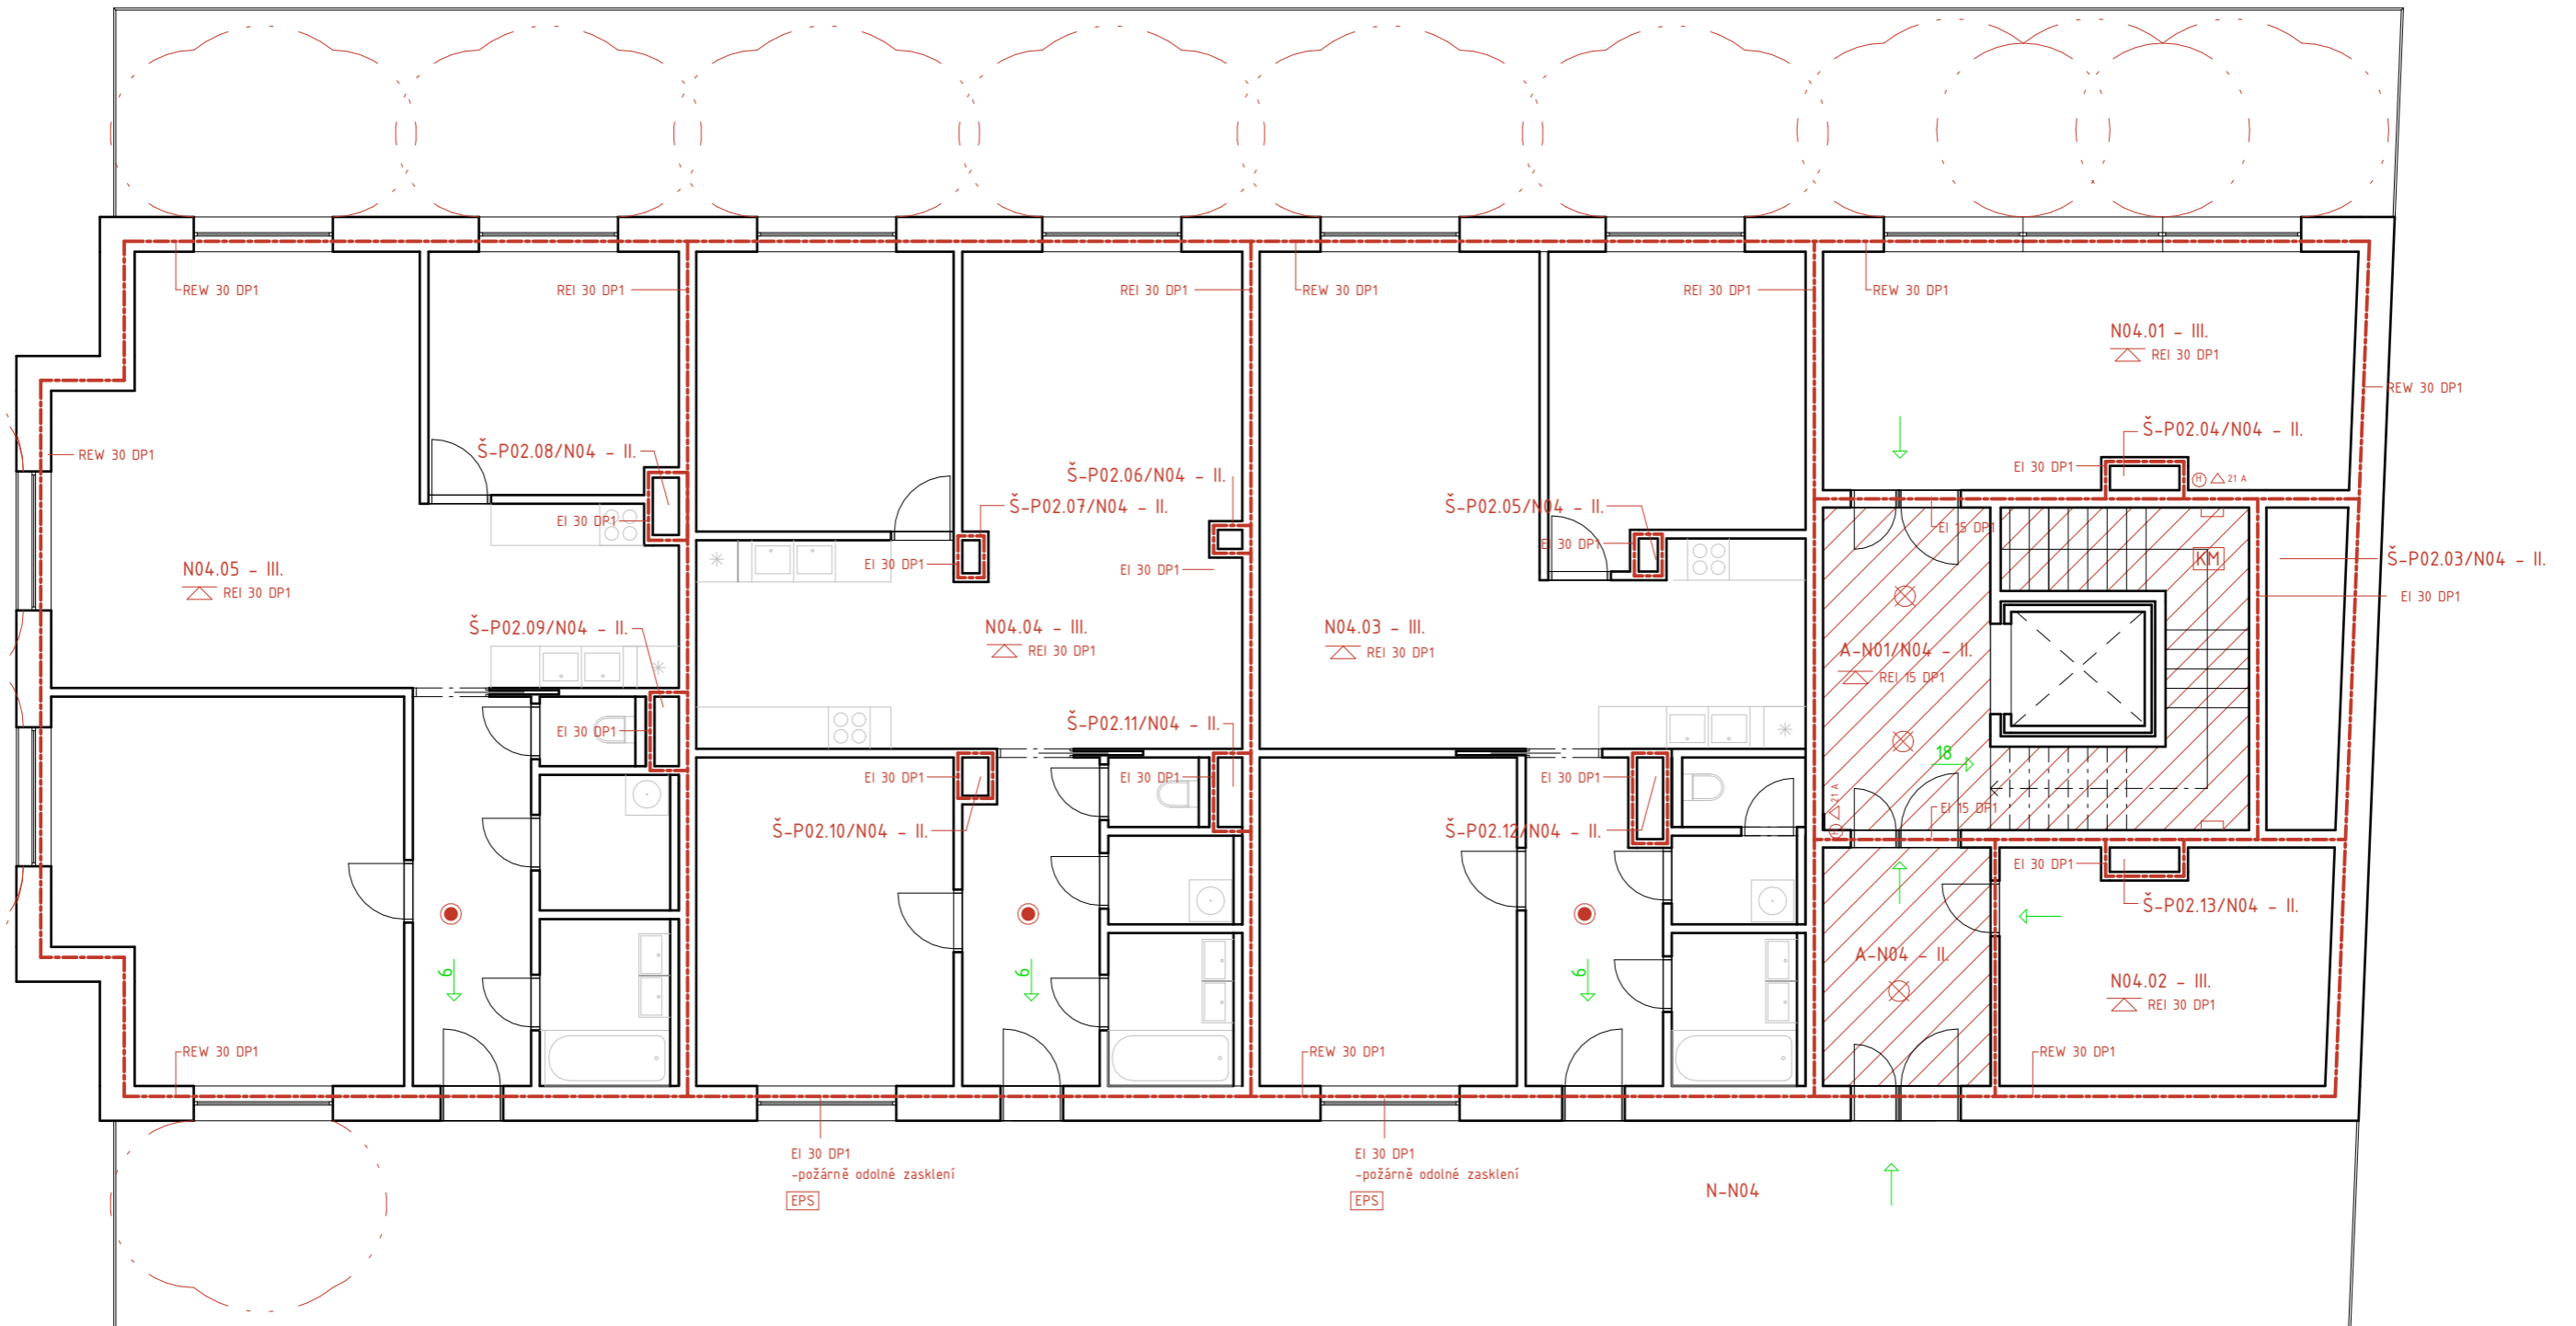 REW 30 DP1
REI 30 DP1
REI 30 DP1
REW 30 DP1
REI 30 DP1
REW 30 DP1
N04.01 - III.
REI 30 DP1
REW 30 DP1
Š-P02.04/N04 - II.
EI 30 DP1
H 21 A
REW 30 DP1
Š-P02.08/N04 - II.
EI 30 DP1
Š-P02.06/N04 - II.
Š-P02.07/N04 - II.
EI 30 DP1
EI 30 DP1
Š-P02.05/N04 - II.
EI 30 DP1
EI 15 DP1
KM
Š-P02.03/N04 - II.
EI 30 DP1
N04.05 - III.
REI 30 DP1
Š-P02.09/N04 - II.
EI 30 DP1
N04.04 - III.
REI 30 DP1
N04.03 - III.
REI 30 DP1
A-N01/N04 - II.
REI 15 DP1
Š-P02.11/N04 - II.
EI 30 DP1
EI 30 DP1
EI 30 DP1
18
H 21 A
EI 15 DP1
Š-P02.10/N04 - II.
Š-P02.12/N04 - II.
EI 30 DP1
Š-P02.13/N04 - II.
6
6
6
A-N04 - II.
N04.02 - III.
REI 30 DP1
REW 30 DP1
REW 30 DP1
REW 30 DP1
EI 30 DP1
-požárně odolné zasklení
EPS
EI 30 DP1
-požárně odolné zasklení
EPS
N-N04